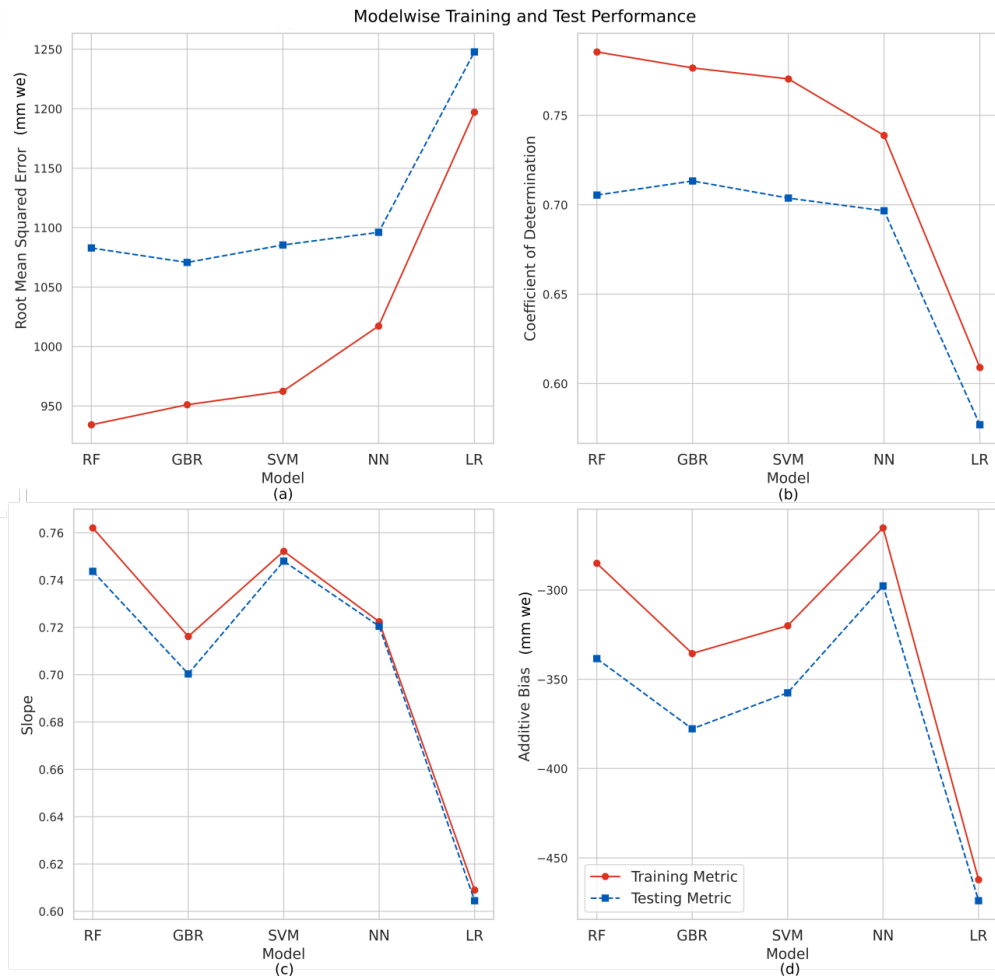 Modelwise Training and Test Performance
Root Mean Squared Error (mm we)
1250
1200
1150
1100
1050
1000
950
RF GBR SVM NN LR
Model
(a)
Coefficient of Determination
0.75
0.70
0.65
0.60
RF GBR SVM NN LR
Model
(b)
Slope
0.76
0.74
0.72
0.70
0.68
0.66
0.64
0.62
0.60
RF GBR SVM NN LR
Model
(c)
Additive Bias (mm we)
−300
−350
−400
−450
Training Metric
Testing Metric
RF GBR SVM NN LR
Model
(d)